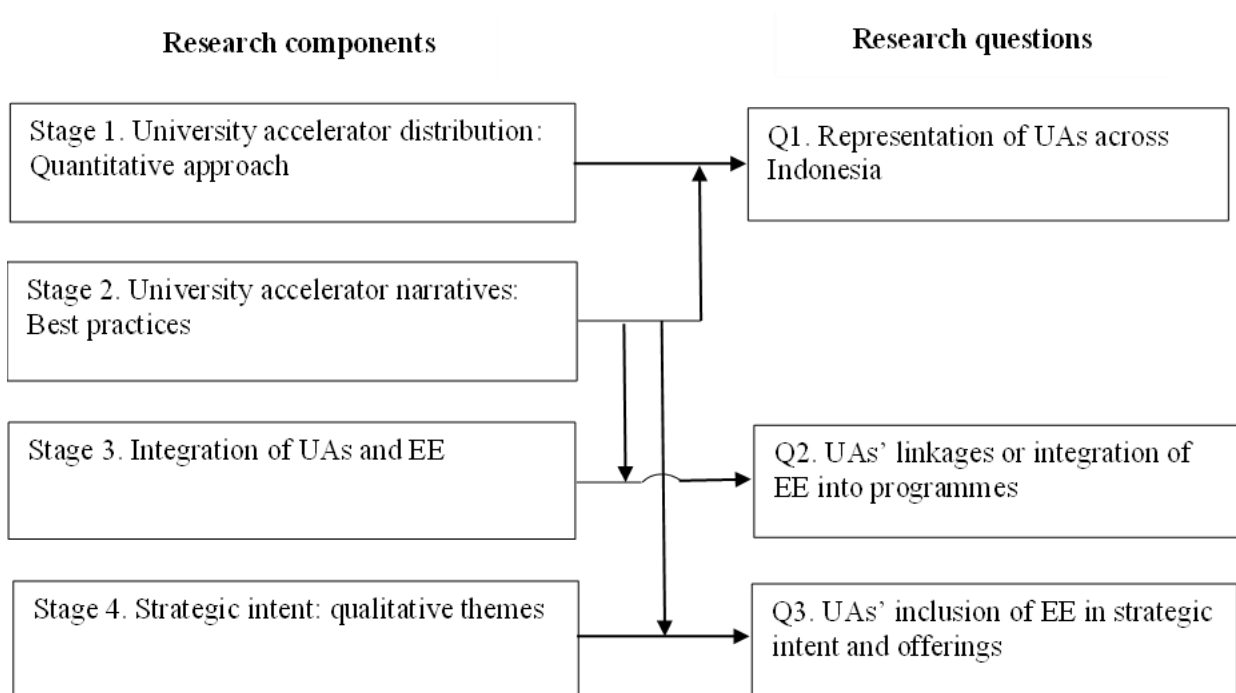 Research components
Research questions
Stage 1. University accelerator distribution:
Quantitative approach
Q1. Representation of UAs across
Indonesia
Stage 2. University accelerator narratives:
Best practices
Stage 3. Integration of UAs and EE
Q2. UAs’ linkages or integration of
EE into programmes
Stage 4. Strategic intent: qualitative themes
Q3. UAs’ inclusion of EE in strategic
intent and offerings